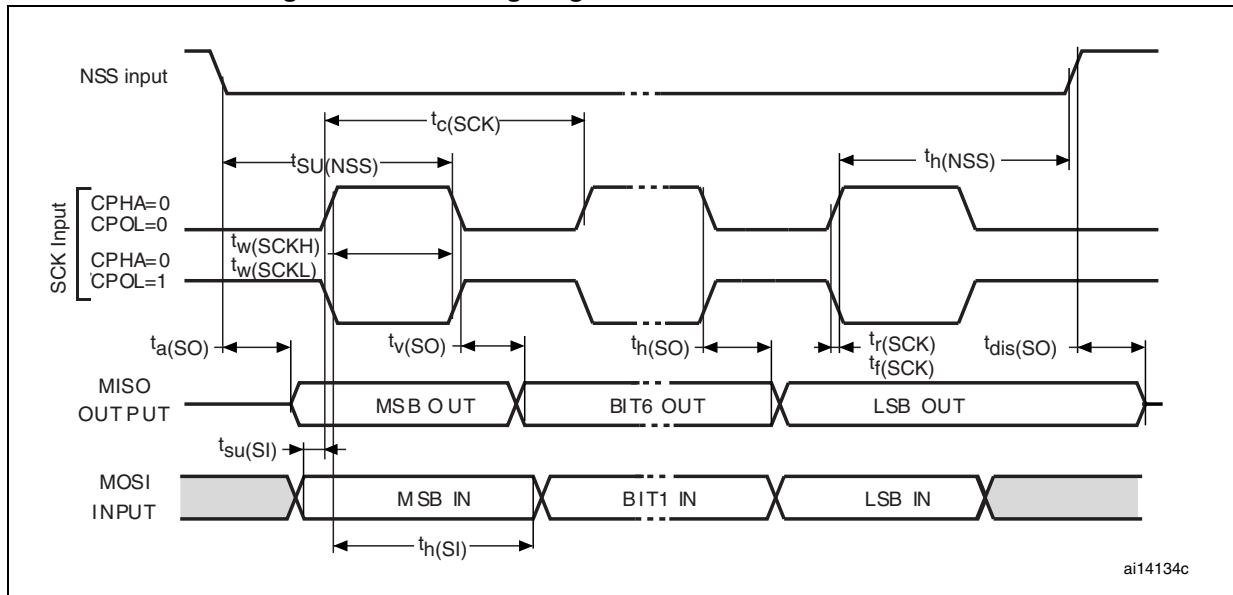 NSS input
tc(SCK)
tSU(NSS)
th(NSS)
SCK Input
CPHA=0
CPOL=0
tw(SCKH)
CPHA=0
tw(SCKL)
CPOL=1
ta(SO)
tv(SO)
th(SO)
tr(SCK)
tf(SCK)
tdis(SO)
MISO
OUTPUT
MSB OUT
BIT6 OUT
LSB OUT
tsu(SI)
MOSI
INPUT
MSB IN
BIT1 IN
LSB IN
th(SI)
ai14134c